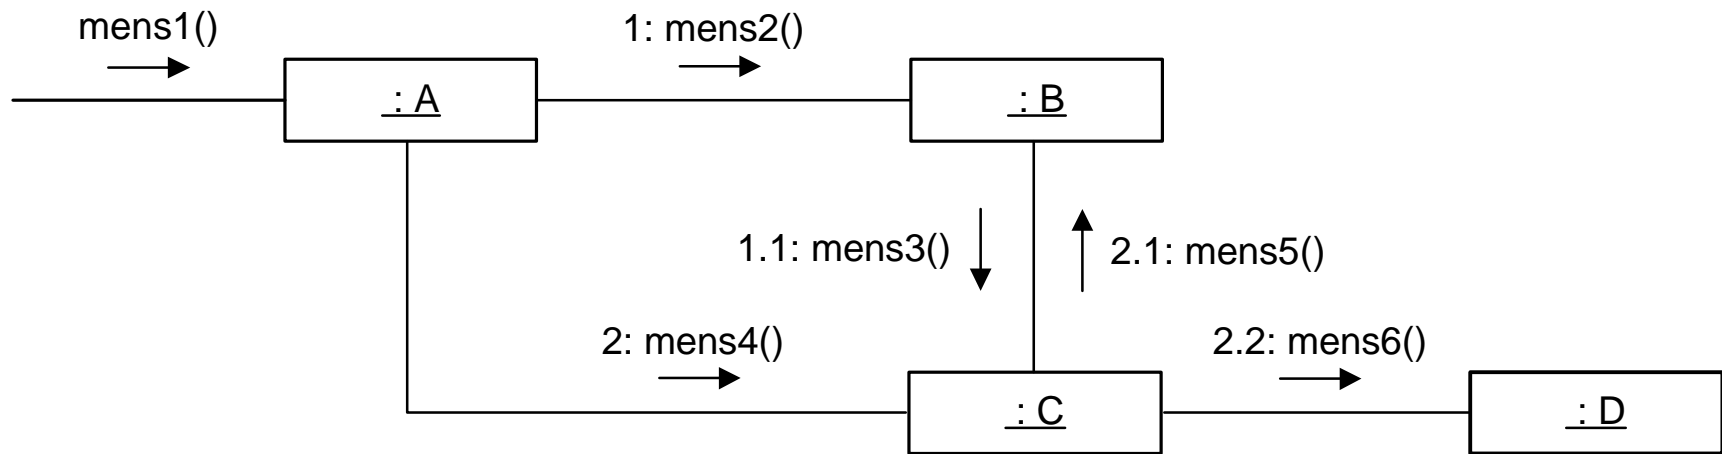 mens1()
1: mens2()
: A
: B
1.1: mens3()
2.1: mens5()
2: mens4()
2.2: mens6()
: C
: D